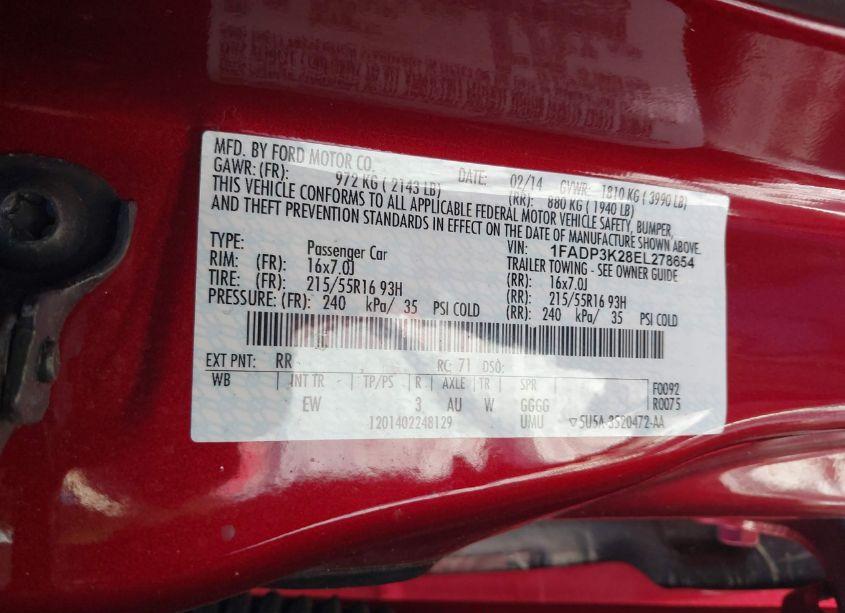 MFD. BY FORD MOTOR CO. DATE: 02/14 GVWR: 1810 KG ( 3990 LB)
GAWR: (FR): 972 KG ( 2143 LB) (RR): 880 KG ( 1940 LB)
THIS VEHICLE CONFORMS TO ALL APPLICABLE FEDERAL MOTOR VEHICLE SAFETY, BUMPER,
AND THEFT PREVENTION STANDARDS IN EFFECT ON THE DATE OF MANUFACTURE SHOWN ABOVE.
VIN: 1FADP3K28EL278654
TYPE: Passenger Car TRAILER TOWING - SEE OWNER GUIDE
RIM: (FR): 16x7.0J (RR): 16x7.0J
TIRE: (FR): 215/55R16 93H (RR): 215/55R16 93H
PRESSURE: (FR): 240 kPa/ 35 PSI COLD (RR): 240 kPa/ 35 PSI COLD
EXT PNT: RR RC: 71 DSO: F0092
WB INT TR TP/PS R AXLE TR SPR R0075
EW 3 AU W GGGG
1201402248129 UMU ▽5U5A-3520472-AA